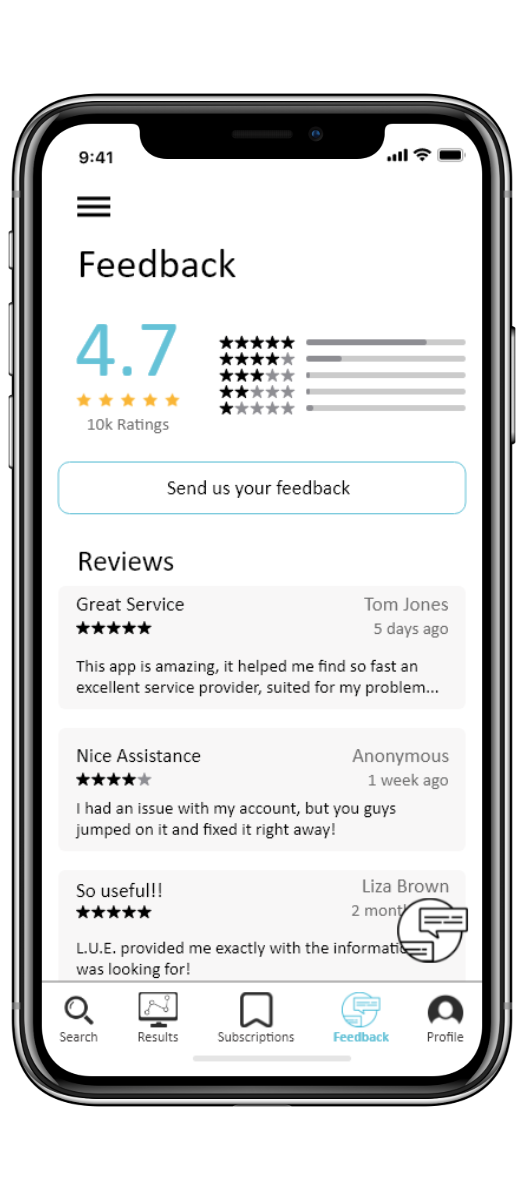 9:41
Feedback
4.7
10k Ratings
Send us your feedback
Reviews
Great Service
Tom Jones
5 days ago
This app is amazing, it helped me find so fast an
excellent service provider, suited for my problem...
Nice Assistance
Anonymous
1 week ago
I had an issue with my account, but you guys
jumped on it and fixed it right away!
So useful!!
Liza Brown
2
L.U.E. provided me exactly with the
was looking for!
Search
Results
Subscriptions
Feedback
Profile